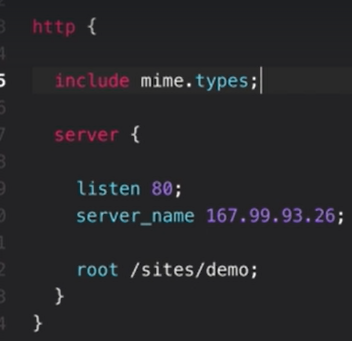 http {
include mime.types;
server {
listen 80;
server_name 167.99.93.26;
root /sites/demo;
}
}